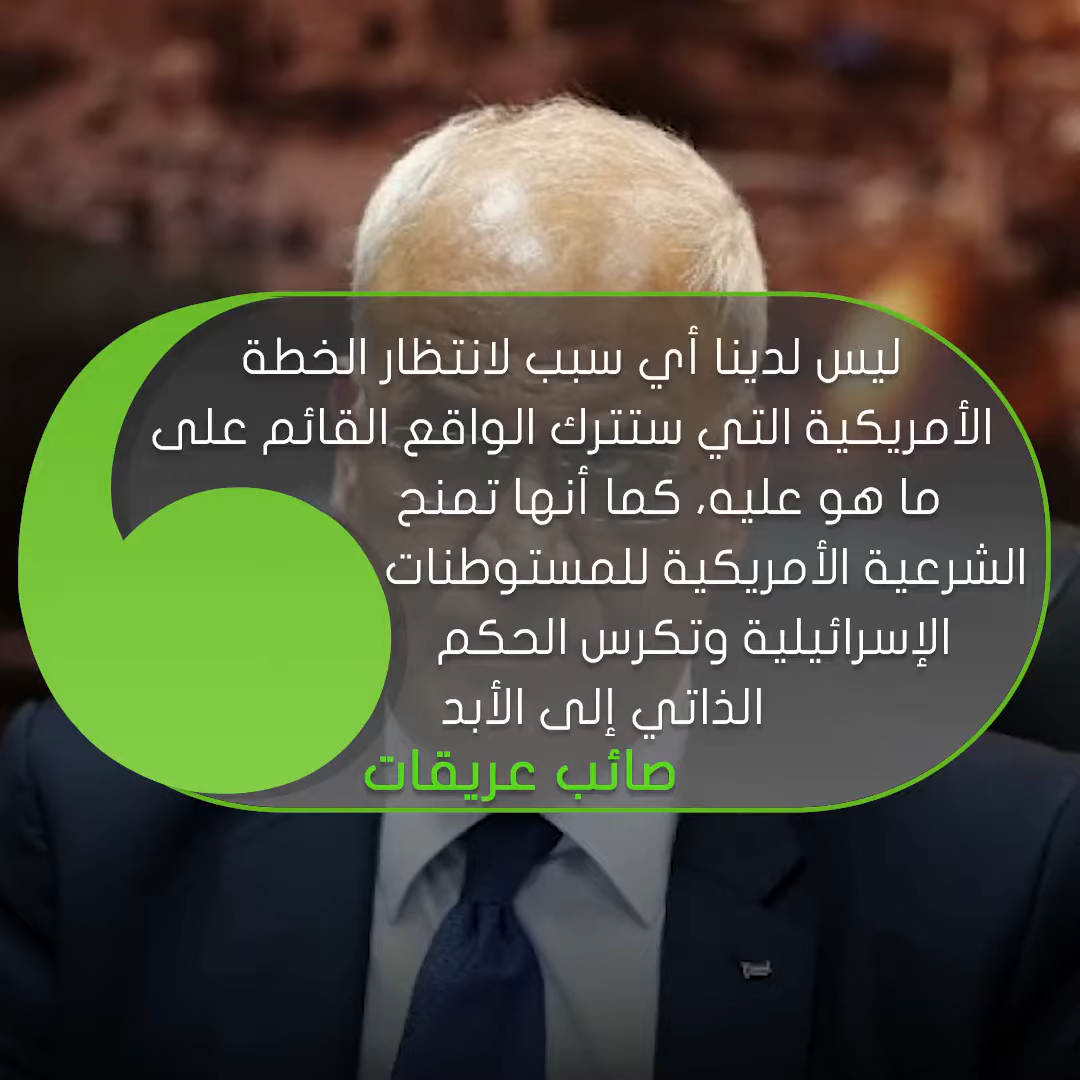 ليس لدينا أي سبب لانتظار الخطة
الأمريكية التي ستترك الواقع القائم على
ما هو عليه، كما أنها تمنح
الشرعية الأمريكية للمستوطنات
الإسرائيلية وتكرس الحكم
الذاتي إلى الأبد
صائب عريقات